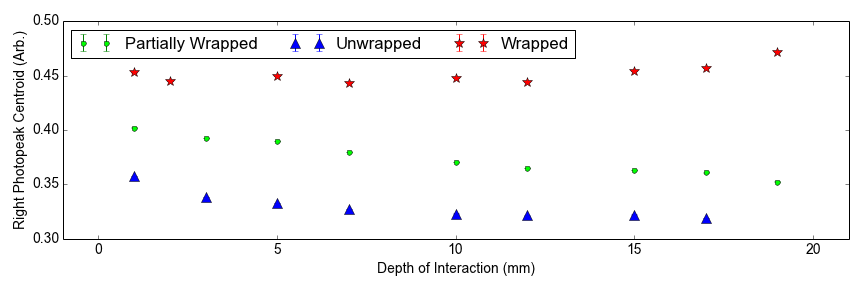 0.50
Partially Wrapped Unwrapped Wrapped
0.45
0.40
0.35
0.30
Right Photopeak Centroid (Arb.)
0 5 10 15 20
Depth of Interaction (mm)